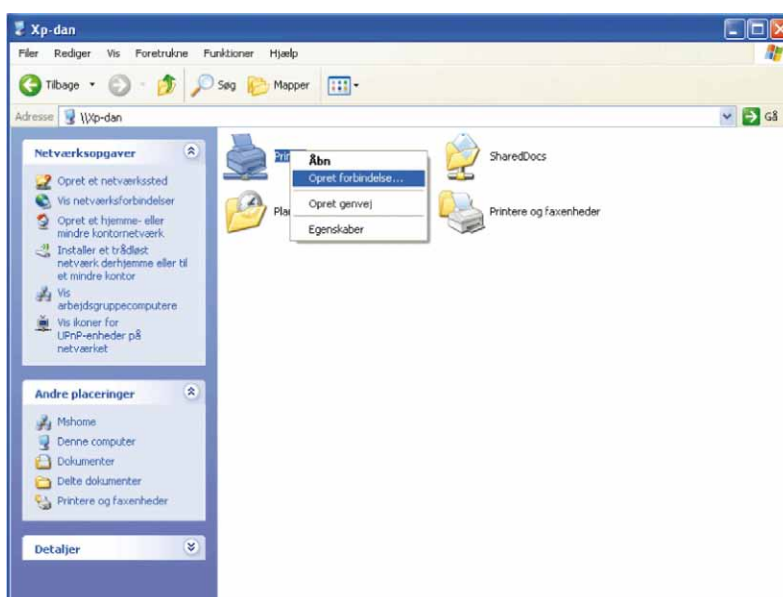 Xp-dan
Filer Rediger Vis Foretrukne Funktioner Hjælp
Tilbage Søg Mapper
Adresse \\Xp-dan Gå
Netværksopgaver
Opret et netværkssted
Vis netværksforbindelser
Opret et hjemme- eller
mindre kontornetværk
Installer et trådløst
netværk derhjemme eller til
et mindre kontor
Vis
arbejdsgruppecomputere
Vis ikoner for
UPnP-enheder på
netværket
Andre placeringer
Mshome
Denne computer
Dokumenter
Delte dokumenter
Printere og faxenheder
Detaljer
Åbn
Opret forbindelse...
Opret genvej
Egenskaber
SharedDocs
Printere og faxenheder